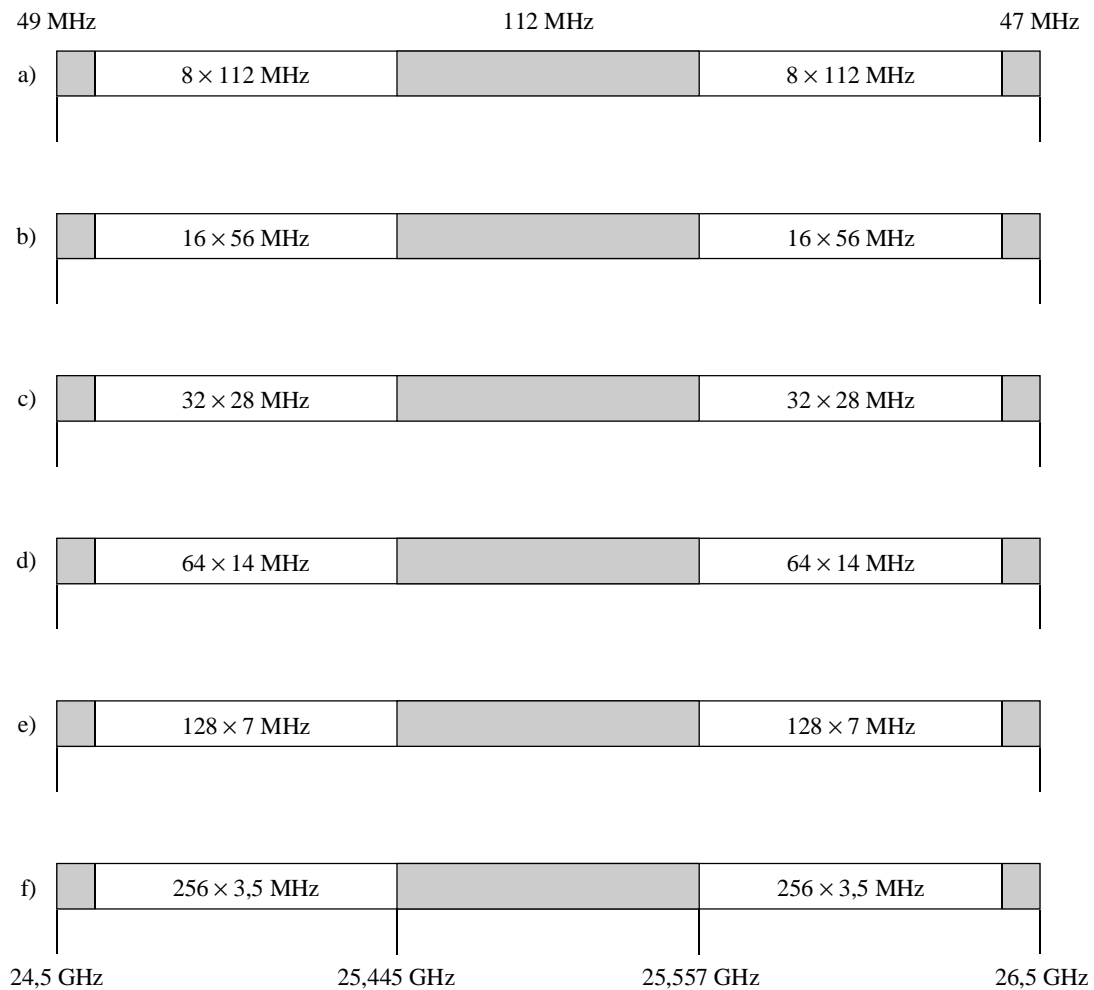 49 MHz 112 MHz 47 MHz
a) 8 × 112 MHz 8 × 112 MHz
b) 16 × 56 MHz 16 × 56 MHz
c) 32 × 28 MHz 32 × 28 MHz
d) 64 × 14 MHz 64 × 14 MHz
e) 128 × 7 MHz 128 × 7 MHz
f) 256 × 3,5 MHz 256 × 3,5 MHz
24,5 GHz 25,445 GHz 25,557 GHz 26,5 GHz